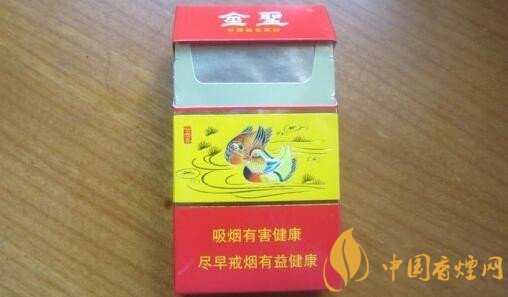 金聖
吸烟有害健康
尽早戒烟有益健康
中国香烟网